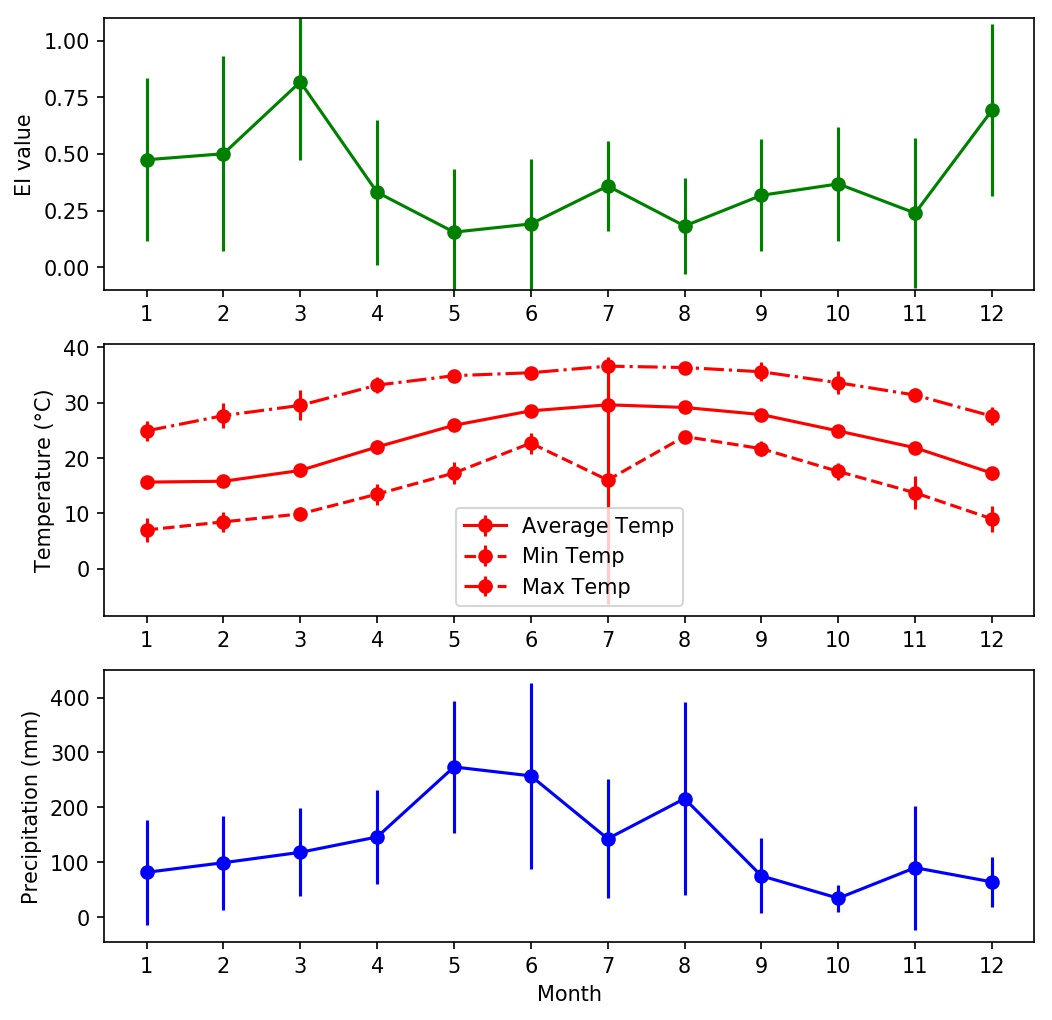 EI value
1.00
0.75
0.50
0.25
0.00
1 2 3 4 5 6 7 8 9 10 11 12
Temperature (°C)
40
30
20
10
0
Average Temp
Min Temp
Max Temp
1 2 3 4 5 6 7 8 9 10 11 12
Precipitation (mm)
400
300
200
100
0
1 2 3 4 5 6 7 8 9 10 11 12
Month